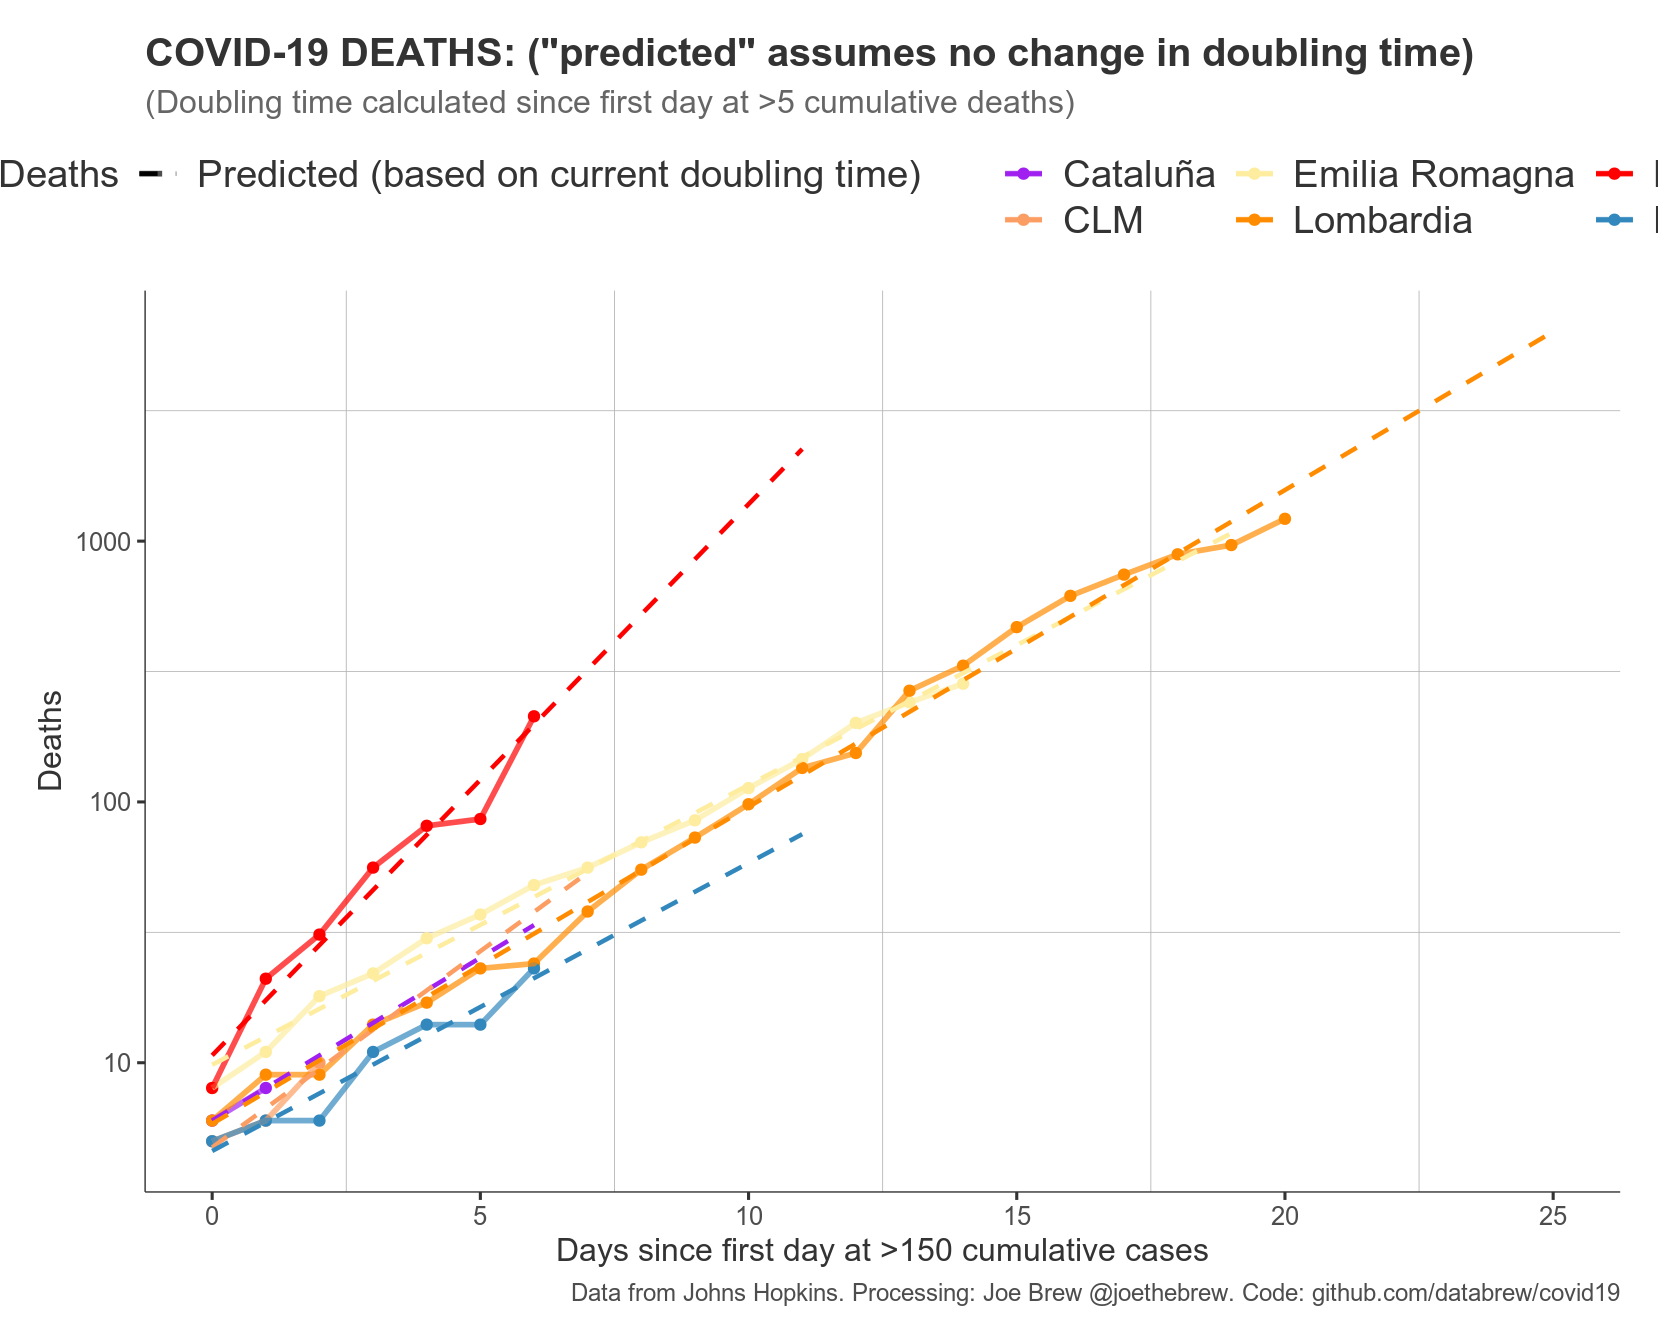 COVID-19 DEATHS: ("predicted" assumes no change in doubling time)
(Doubling time calculated since first day at >5 cumulative deaths)
Deaths Predicted (based on current doubling time) Cataluña Emilia Romagna
CLM Lombardia
1000
100
10
Deaths
0 5 10 15 20 25
Days since first day at >150 cumulative cases
Data from Johns Hopkins. Processing: Joe Brew @joethebrew. Code: github.com/databrew/covid19